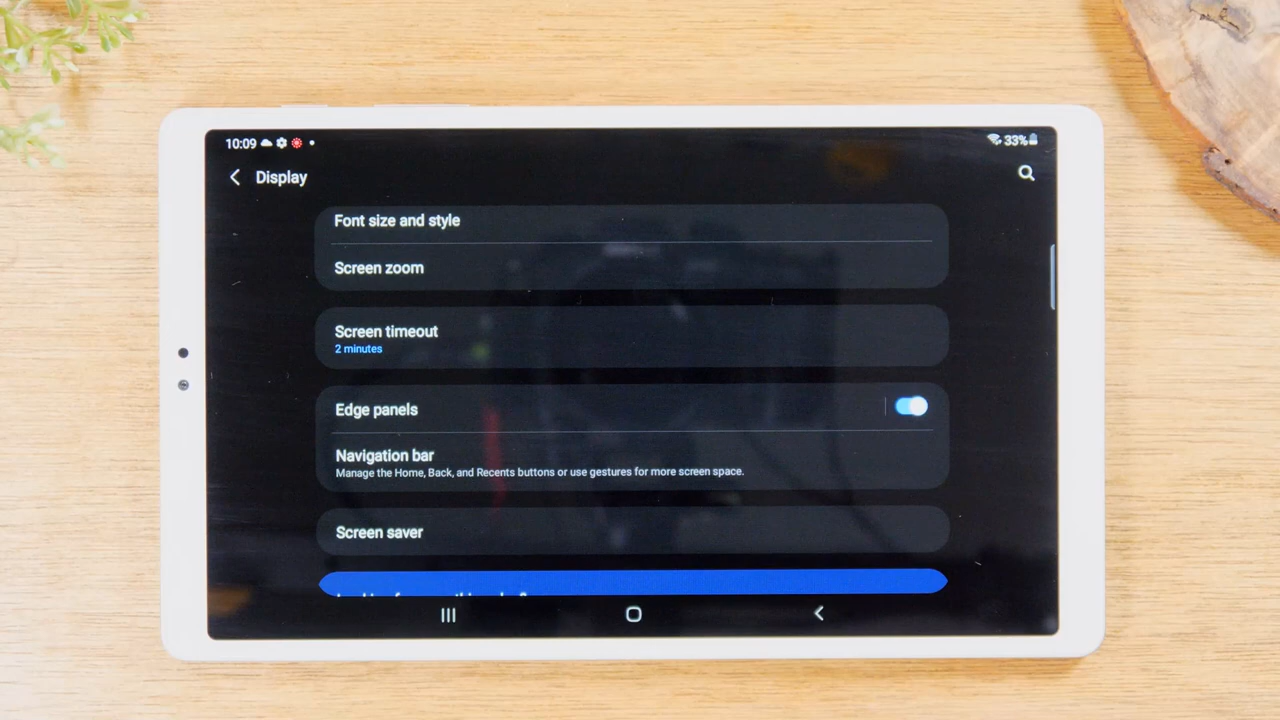 10:09
33%
Display
Font size and style
Screen zoom
Screen timeout
2 minutes
Edge panels
Navigation bar
Manage the Home, Back, and Recents buttons or use gestures for more screen space.
Screen saver